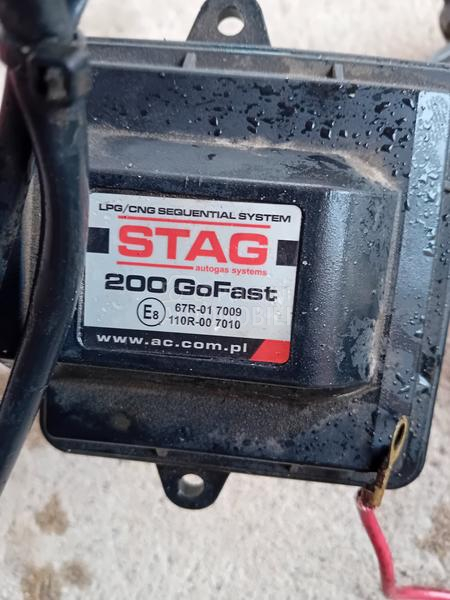 LPG/CNG SEQUENTIAL SYSTEM
STAG
autogas systems
200 GoFast
E8 67R-01 7009
110R-00 7010
www.ac.com.pl